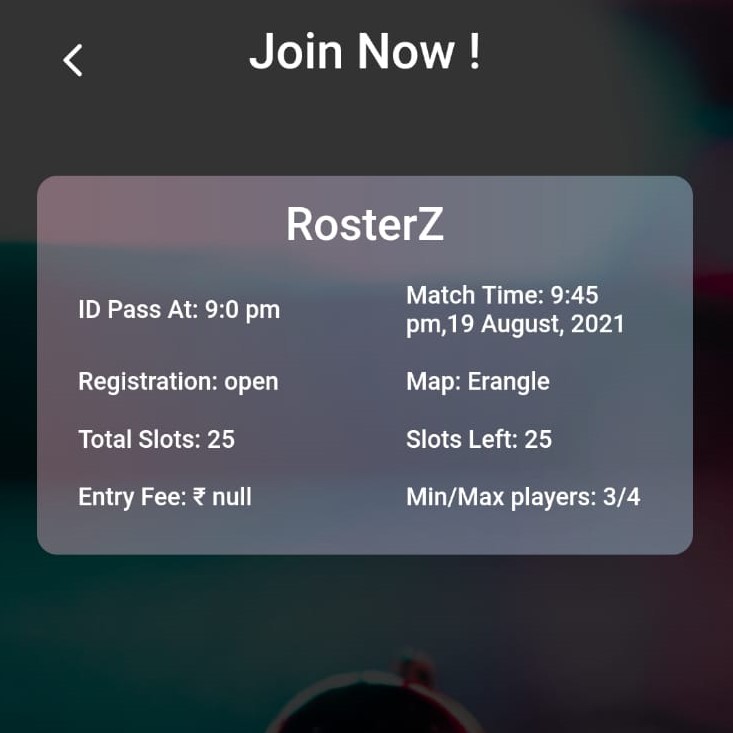 Join Now !
RosterZ
ID Pass At: 9:0 pm
Match Time: 9:45
pm,19 August, 2021
Registration: open
Map: Erangle
Total Slots: 25
Slots Left: 25
Entry Fee: ₹ null
Min/Max players: 3/4